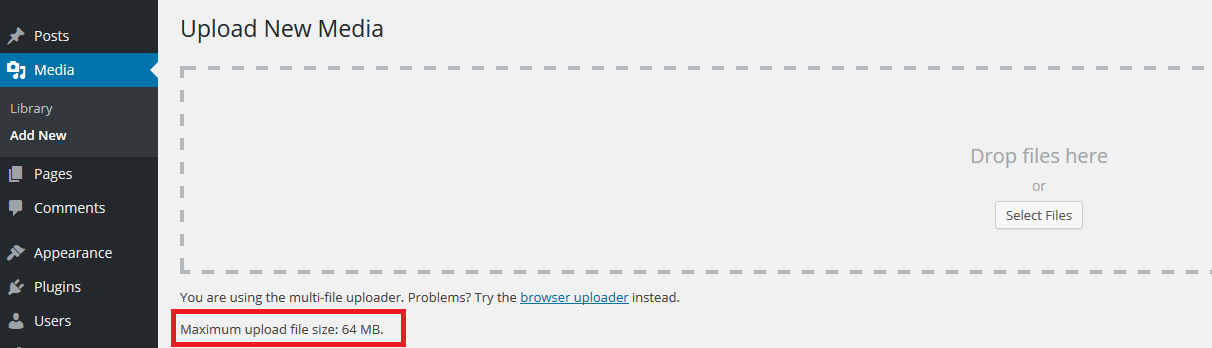 Posts
Media
Library
Add New
Pages
Comments
Appearance
Plugins
Users
Upload New Media
Drop files here
or
Select Files
You are using the multi-file uploader. Problems? Try the browser uploader instead.
Maximum upload file size: 64 MB.